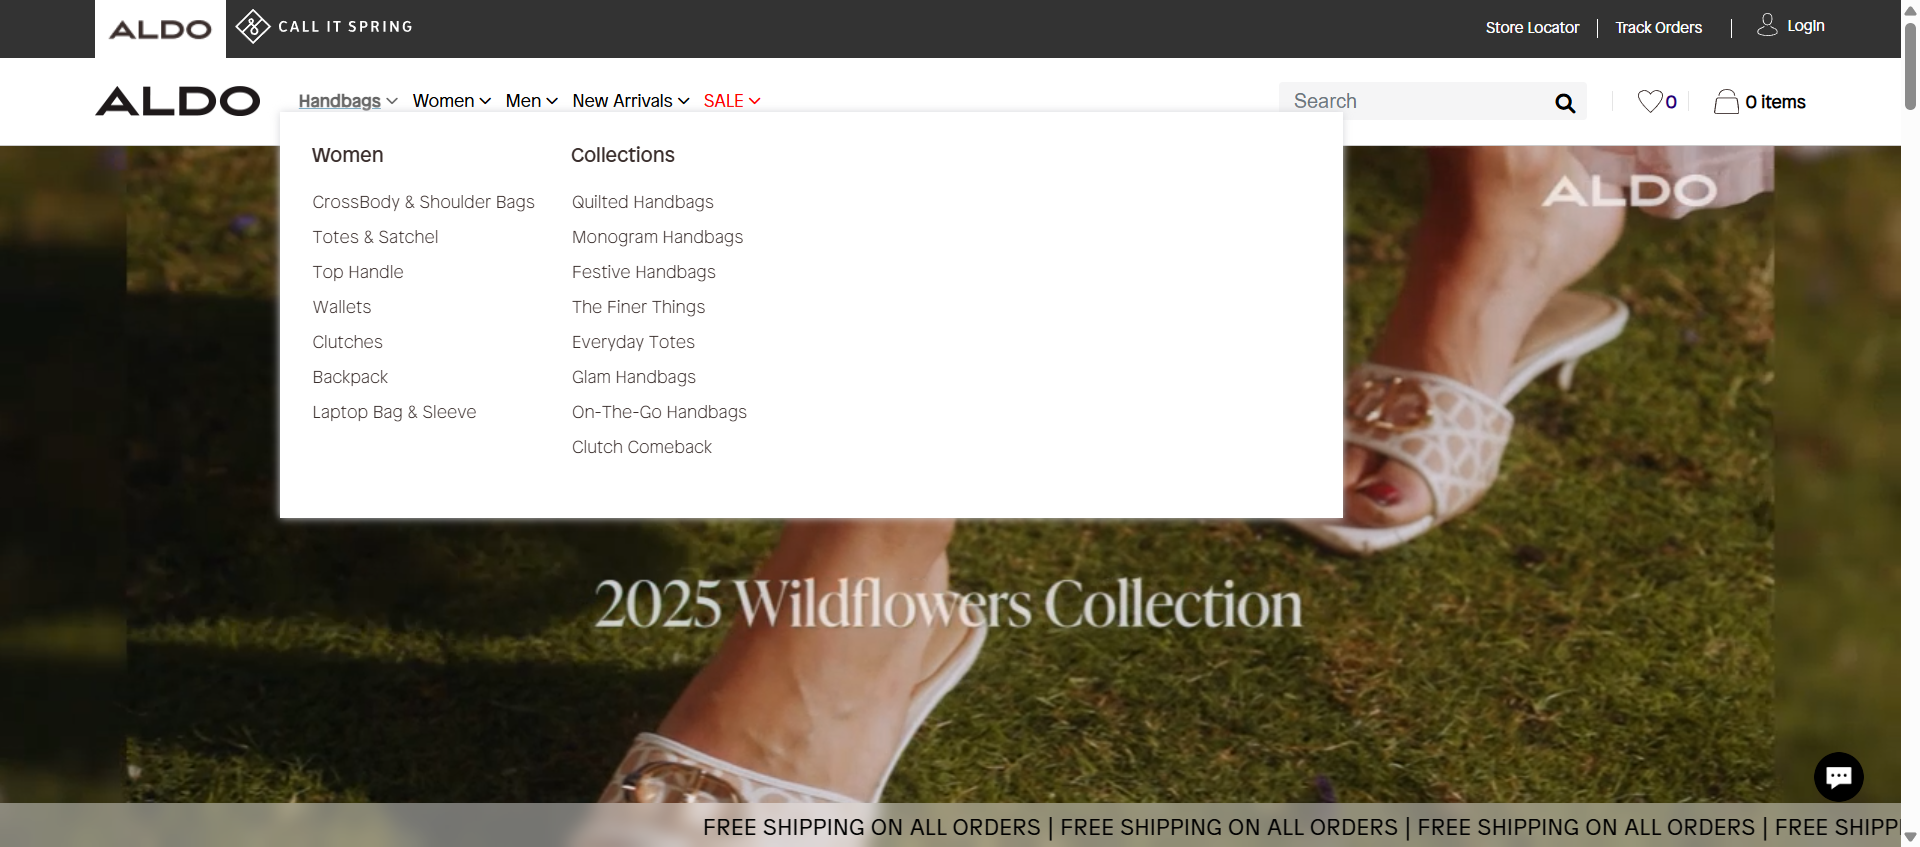 ALDO
CALL IT SPRING
Store Locator
Track Orders
Login
ALDO
Handbags
Women
Men
New Arrivals
SALE
Search
0
0 items
Women
CrossBody & Shoulder Bags
Totes & Satchel
Top Handle
Wallets
Clutches
Backpack
Laptop Bag & Sleeve
Collections
Quilted Handbags
Monogram Handbags
Festive Handbags
The Finer Things
Everyday Totes
Glam Handbags
On-The-Go Handbags
Clutch Comeback
ALDO
2025 Wildflowers Collection
FREE SHIPPING ON ALL ORDERS | FREE SHIPPING ON ALL ORDERS | FREE SHIPPING ON ALL ORDERS | FREE SHIPP